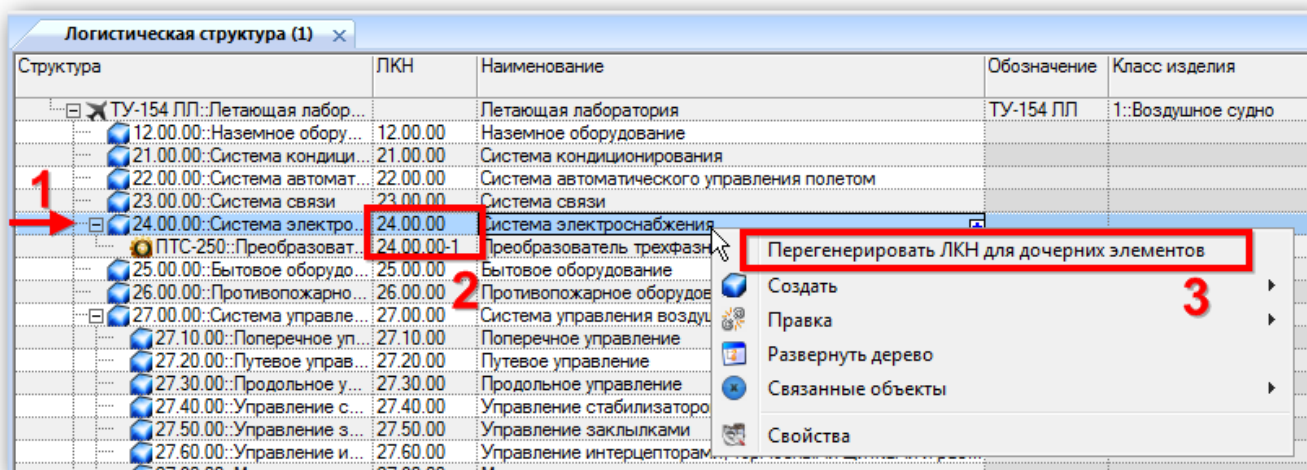 Логистическая структура (1)
Структура ЛКН Наименование Обозначение Класс изделия
ТУ-154 ЛЛ::Летающая лабор... Летающая лаборатория ТУ-154 ЛЛ 1::Воздушное судно
12.00.00::Наземное обору... 12.00.00 Наземное оборудование
21.00.00::Система кондици... 21.00.00 Система кондиционирования
22.00.00::Система автомат... 22.00.00 Система автоматического управления полетом
1 23.00.00::Система связи 23.00.00 Система связи
24.00.00::Система электро... 24.00.00 Система электроснабжения
ПТС-250::Преобразоват... 24.00.00-1 Преобразователь трехфазн Перегенерировать ЛКН для дочерних элементов
25.00.00::Бытовое оборудо... 25.00.00 Бытовое оборудование
26.00.00::Противопожарно... 26.00.00 2 Противопожарное оборудов Создать 3
27.00.00::Система управле... 27.00.00 Система управления воздуш Правка
27.10.00::Поперечное уп... 27.10.00 Поперечное управление
27.20.00::Путевое управ... 27.20.00 Путевое управление Развернуть дерево
27.30.00::Продольное у... 27.30.00 Продольное управление Связанные объекты
27.40.00::Управление с... 27.40.00 Управление стабилизаторо
27.50.00::Управление з... 27.50.00 Управление заклылками Свойства
27.60.00::Управление и... 27.60.00 Управление интерцепторам